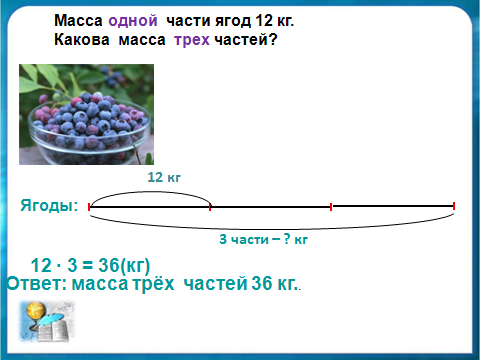 Масса одной части ягод 12 кг.
Какова масса трех частей?
12 кг
Ягоды:
3 части – ? кг
12 · 3 = 36(кг)
Ответ: масса трёх частей 36 кг..